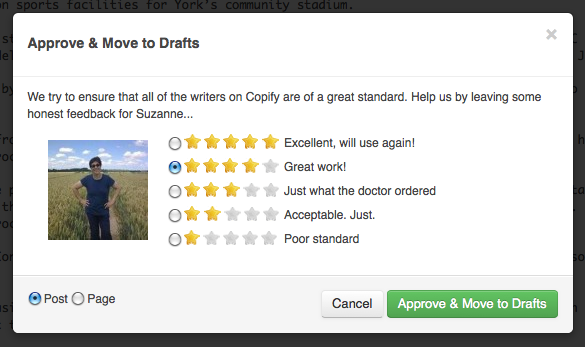 on sports facilities for York's community stadium.
Approve & Move to Drafts
×
We try to ensure that all of the writers on Copify are of a great standard. Help us by leaving some
honest feedback for Suzanne...
Excellent, will use again!
Great work!
Just what the doctor ordered
Acceptable. Just.
Poor standard
Post Page Cancel Approve & Move to Drafts